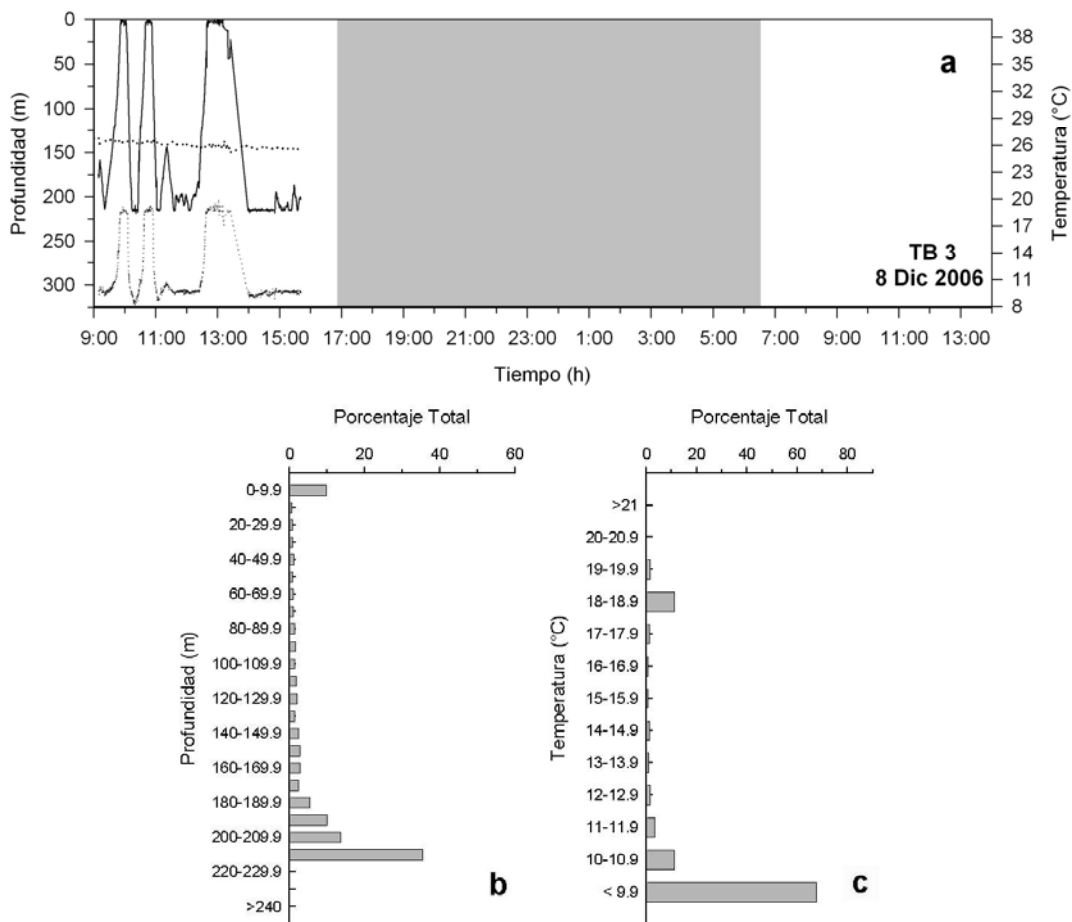 0
50
100
150
200
250
300
Profundidad (m)
38
35
32
29
26
23
20
17
14
11
8
Temperatura (°C)
a
TB 3
8 Dic 2006
9:00 11:00 13:00 15:00 17:00 19:00 21:00 23:00 1:00 3:00 5:00 7:00 9:00 11:00 13:00
Tiempo (h)
Porcentaje Total
0 20 40 60
0-9.9
20-29.9
40-49.9
60-69.9
80-89.9
100-109.9
120-129.9
140-149.9
160-169.9
180-189.9
200-209.9
220-229.9
>240
Profundidad (m)
b
Porcentaje Total
0 20 40 60 80
>21
20-20.9
19-19.9
18-18.9
17-17.9
16-16.9
15-15.9
14-14.9
13-13.9
12-12.9
11-11.9
10-10.9
< 9.9
Temperatura (°C)
c